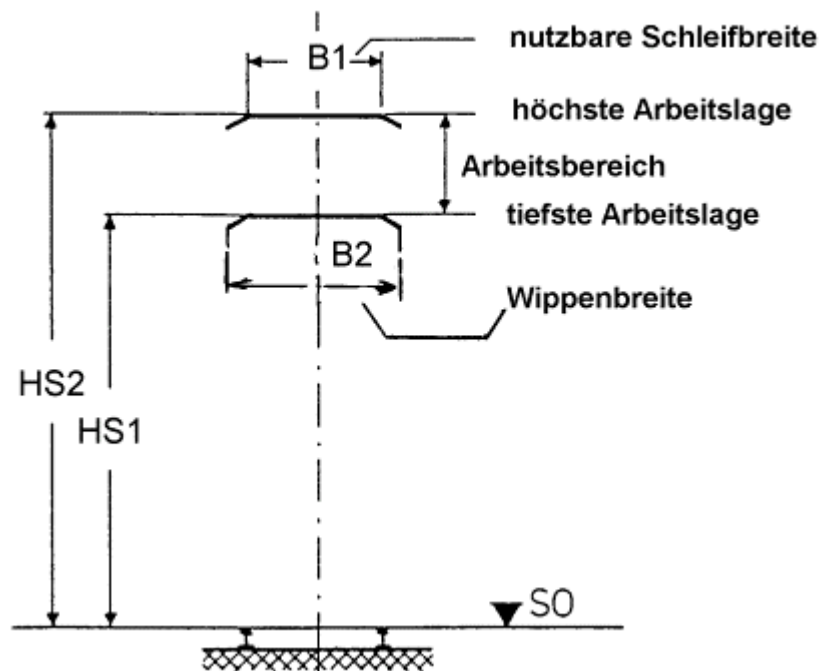 nutzbare Schleifbreite
B1
höchste Arbeitslage
Arbeitsbereich
tiefste Arbeitslage
B2
Wippenbreite
HS2
HS1
SO